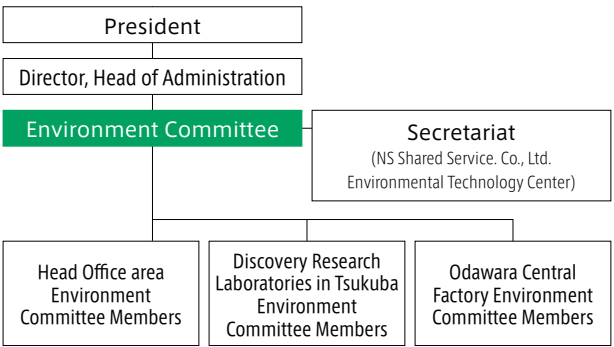 President
Director, Head of Administration
Environment Committee
Secretariat
(NS Shared Service. Co., Ltd.
Environmental Technology Center)
Head Office area
Environment
Committee Members
Discovery Research
Laboratories in Tsukuba
Environment
Committee Members
Odawara Central
Factory Environment
Committee Members